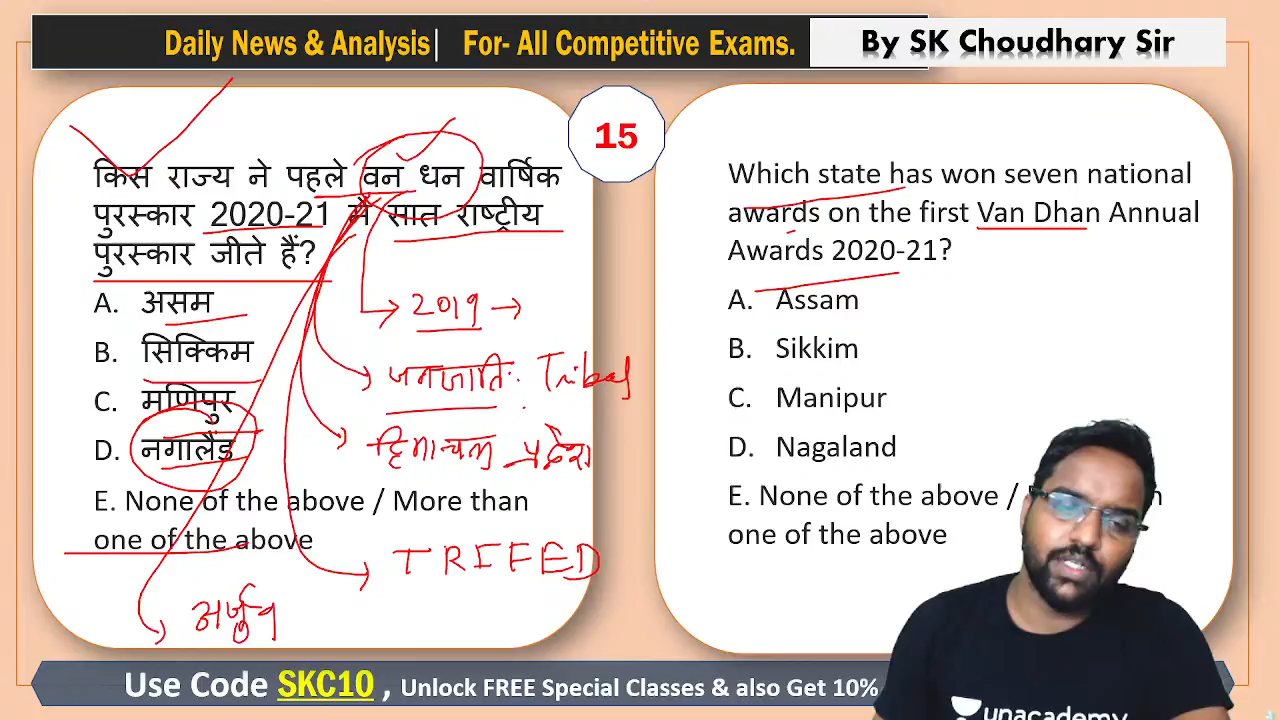 Daily News & Analysis| For- All Competitive Exams.
By SK Choudhary Sir
किस राज्य ने पहले वन धन वार्षिक
पुरस्कार 2020-21 में सात राष्ट्रीय
पुरस्कार जीते हैं?
A. असम
B. सिक्किम
C. मणिपुर
D. नगालैंड
E. None of the above / More than
one of the above
2019
जनजाति Tribal
हिमाचल प्रदेश
TRIFED
अर्जुन
15
Which state has won seven national
awards on the first Van Dhan Annual
Awards 2020-21?
A. Assam
B. Sikkim
C. Manipur
D. Nagaland
E. None of the above /
one of the above
Use Code SKC10 , Unlock FREE Special Classes & also Get 10%
unacademy